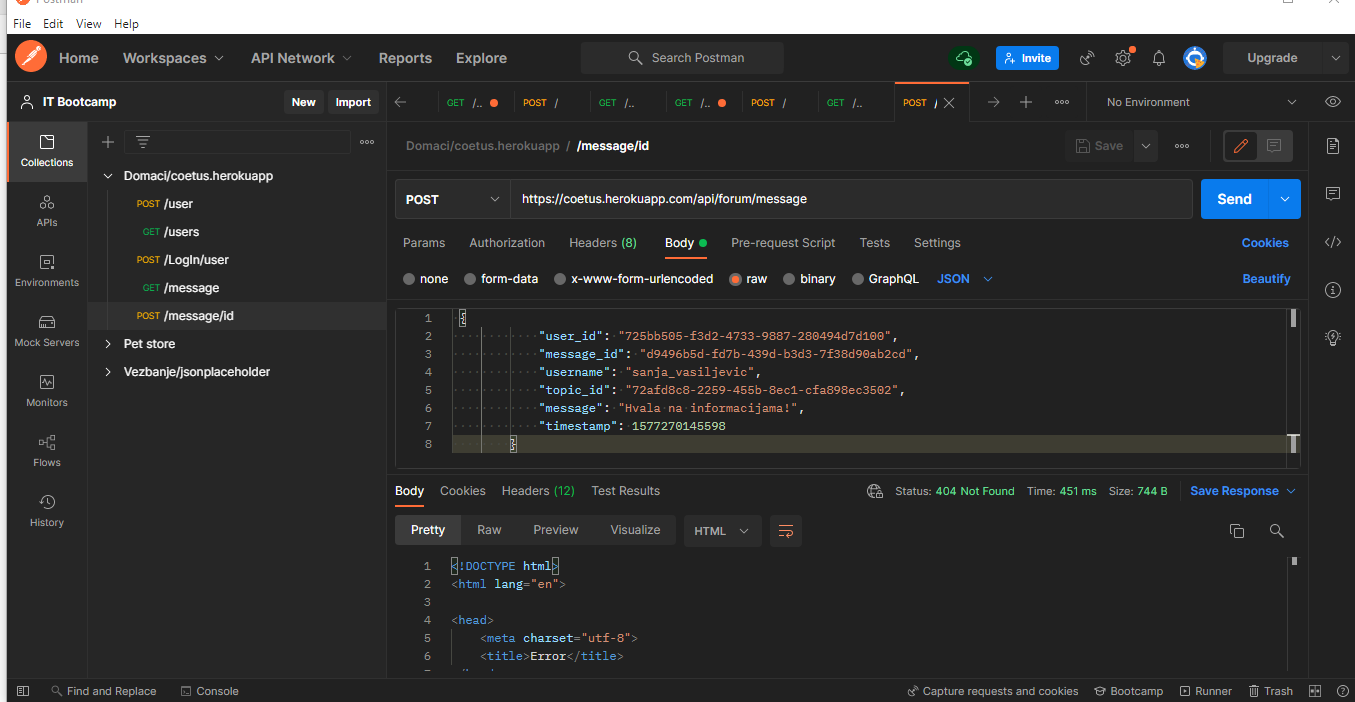 Postman
File Edit View Help
Home Workspaces API Network Reports Explore Search Postman Invite Upgrade
IT Bootcamp New Import
GET /.. POST / GET /.. GET /.. POST / GET /.. POST / No Environment
Collections
APIs
Environments
Mock Servers
Monitors
Flows
History
Domaci/coetus.herokuapp
POST /user
GET /users
POST /LogIn/user
GET /message
POST /message/id
Pet store
Vezbanje/jsonplaceholder
Domaci/coetus.herokuapp / /message/id Save
POST https://coetus.herokuapp.com/api/forum/message Send
Params Authorization Headers (8) Body Pre-request Script Tests Settings Cookies
none form-data x-www-form-urlencoded raw binary GraphQL JSON Beautify
1 {
2 "user_id": "725bb505-f3d2-4733-9887-280494d7d100",
3 "message_id": "d9496b5d-fd7b-439d-b3d3-7f38d90ab2cd",
4 "username": "sanja_vasiljevic",
5 "topic_id": "72afd8c8-2259-455b-8ec1-cfa898ec3502",
6 "message": "Hvala na informacijama!",
7 "timestamp": 1577270145598
8 }
Body Cookies Headers (12) Test Results Status: 404 Not Found Time: 451 ms Size: 744 B Save Response
Pretty Raw Preview Visualize HTML
1 <!DOCTYPE html>
2 <html lang="en">
3
4 <head>
5 <meta charset="utf-8">
6 <title>Error</title>
Find and Replace Console Capture requests and cookies Bootcamp Runner Trash